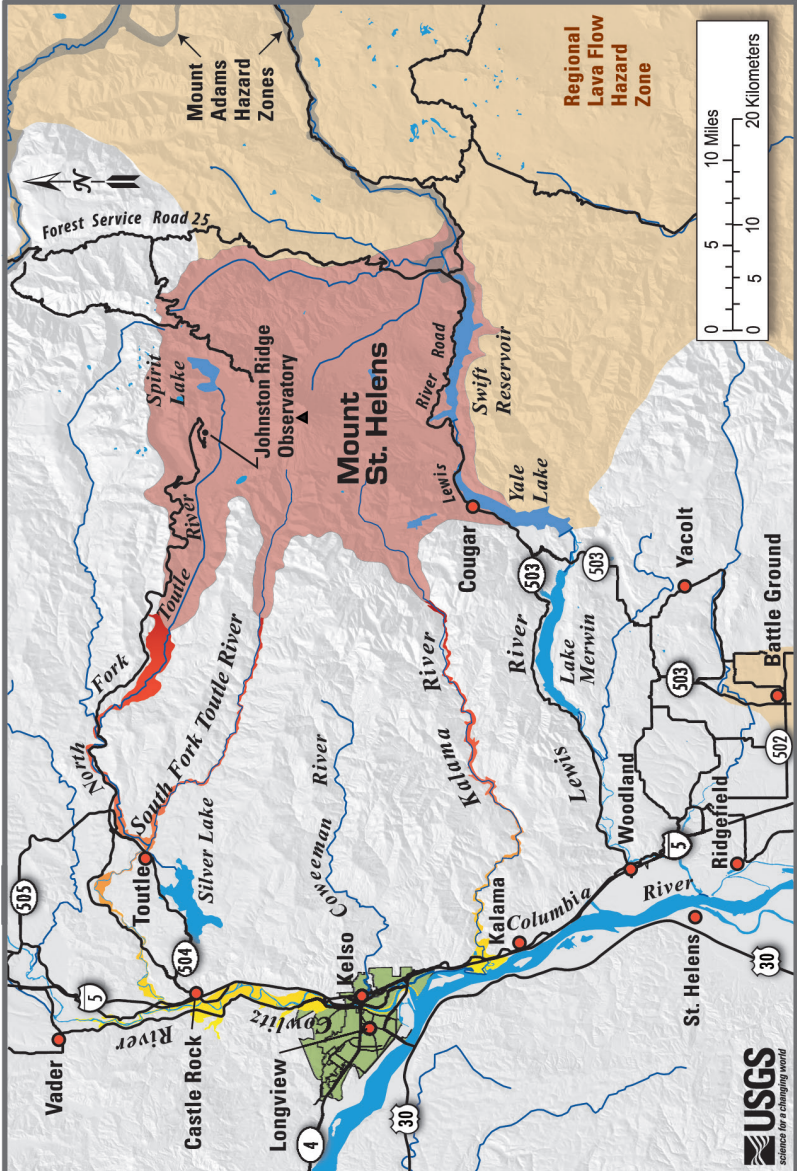 505
5
Vader
River
Castle Rock
504
Toutle
Silver Lake
North
Fork
Toutle
River
South Fork Toutle River
Spirit
Lake
Johnston Ridge
Observatory
Forest Service Road 25
N
Mount
Adams
Hazard
Zones
Longview
Kelso
Cowlitz
Coweeman
River
Mount
St. Helens
4
30
Kalama
Kalama
River
Columbia
River
Cougar
Lewis
River Road
Swift
Reservoir
Yale
Lake
503
503
River
Lewis
Lake
Merwin
Regional
Lava Flow
Hazard
Zone
Woodland
Yacolt
5
503
St. Helens
30
Ridgefield
502
Battle Ground
0 5 10 Miles
0 5 10 20 Kilometers
USGS
science for a changing world